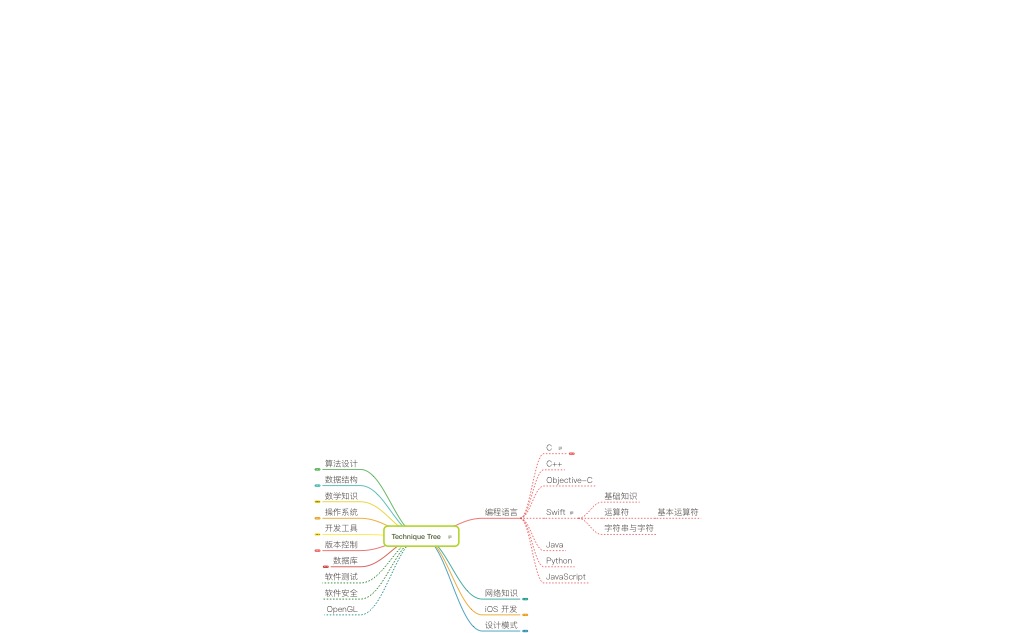 算法设计
数据结构
数学知识
操作系统
开发工具
版本控制
数据库
软件测试
软件安全
OpenGL
Technique Tree
编程语言
C
C++
Objective-C
Swift
基础知识
运算符
基本运算符
字符串与字符
Java
Python
JavaScript
网络知识
iOS 开发
设计模式